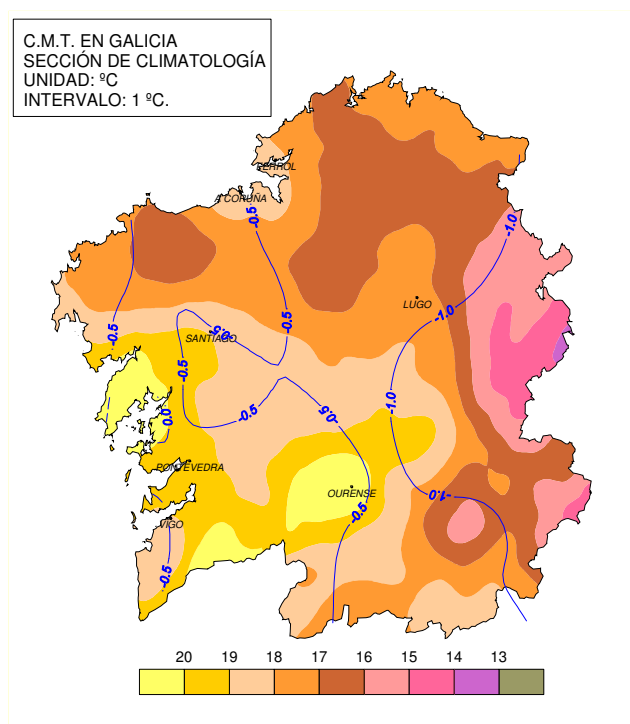 C.M.T. EN GALICIA
SECCIÓN DE CLIMATOLOGÍA
UNIDAD: ºC
INTERVALO: 1 ºC.
FERROL
A CORUÑA
-0.5
-1.0
LUGO
-1.0
-0.5
-0.5
-0.5
SANTIAGO
-0.5
-1.0
0.0
-0.5
-0.5
PONTEVEDRA
OURENSE
-1.0
-0.5
VIGO
-0.5
20 19 18 17 16 15 14 13